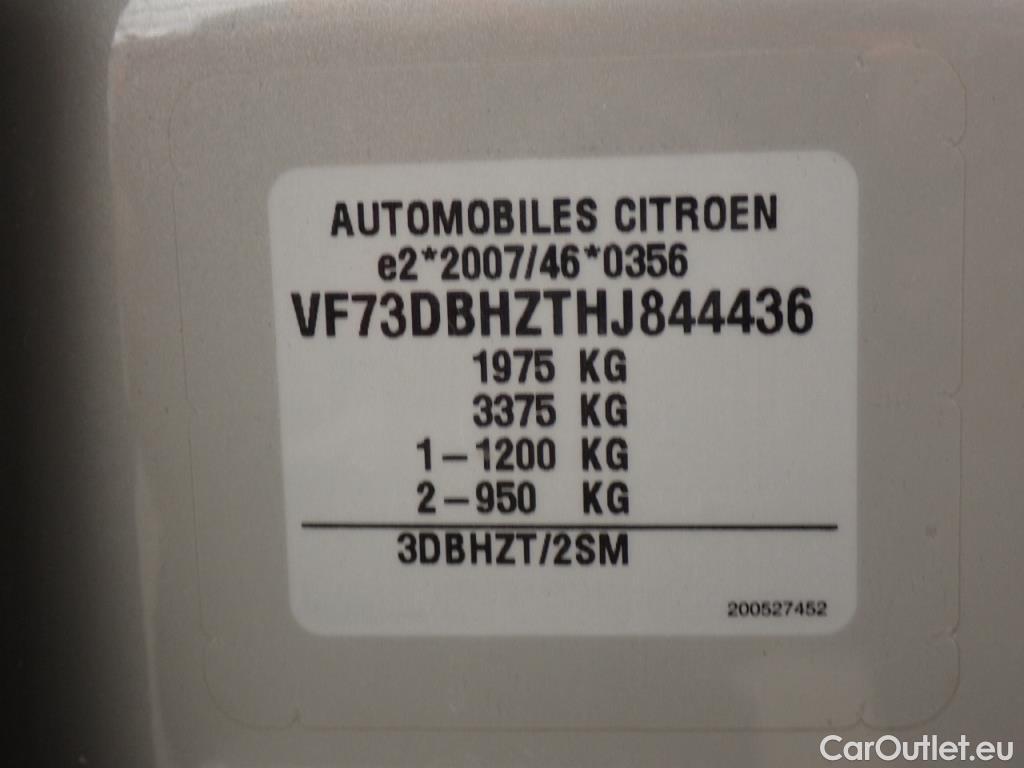 AUTOMOBILES CITROEN
e2*2007/46*0356
VF73DBHZTHJ844436
1975 KG
3375 KG
1-1200 KG
2-950 KG
3DBHZT/2SM
200527452
CarOutlet.eu